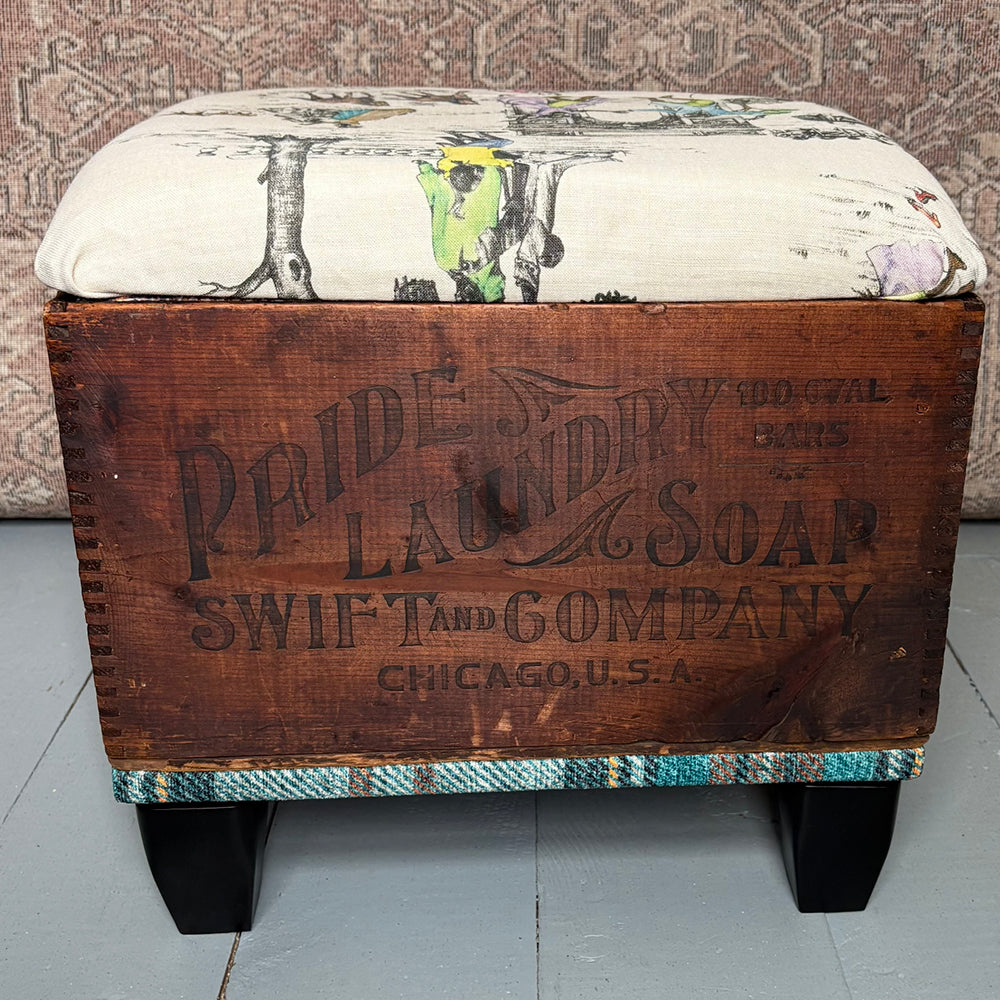 PRIDE
LAUNDRY
SOAP
100 OVAL
BARS
SWIFT AND COMPANY
CHICAGO, U.S.A.